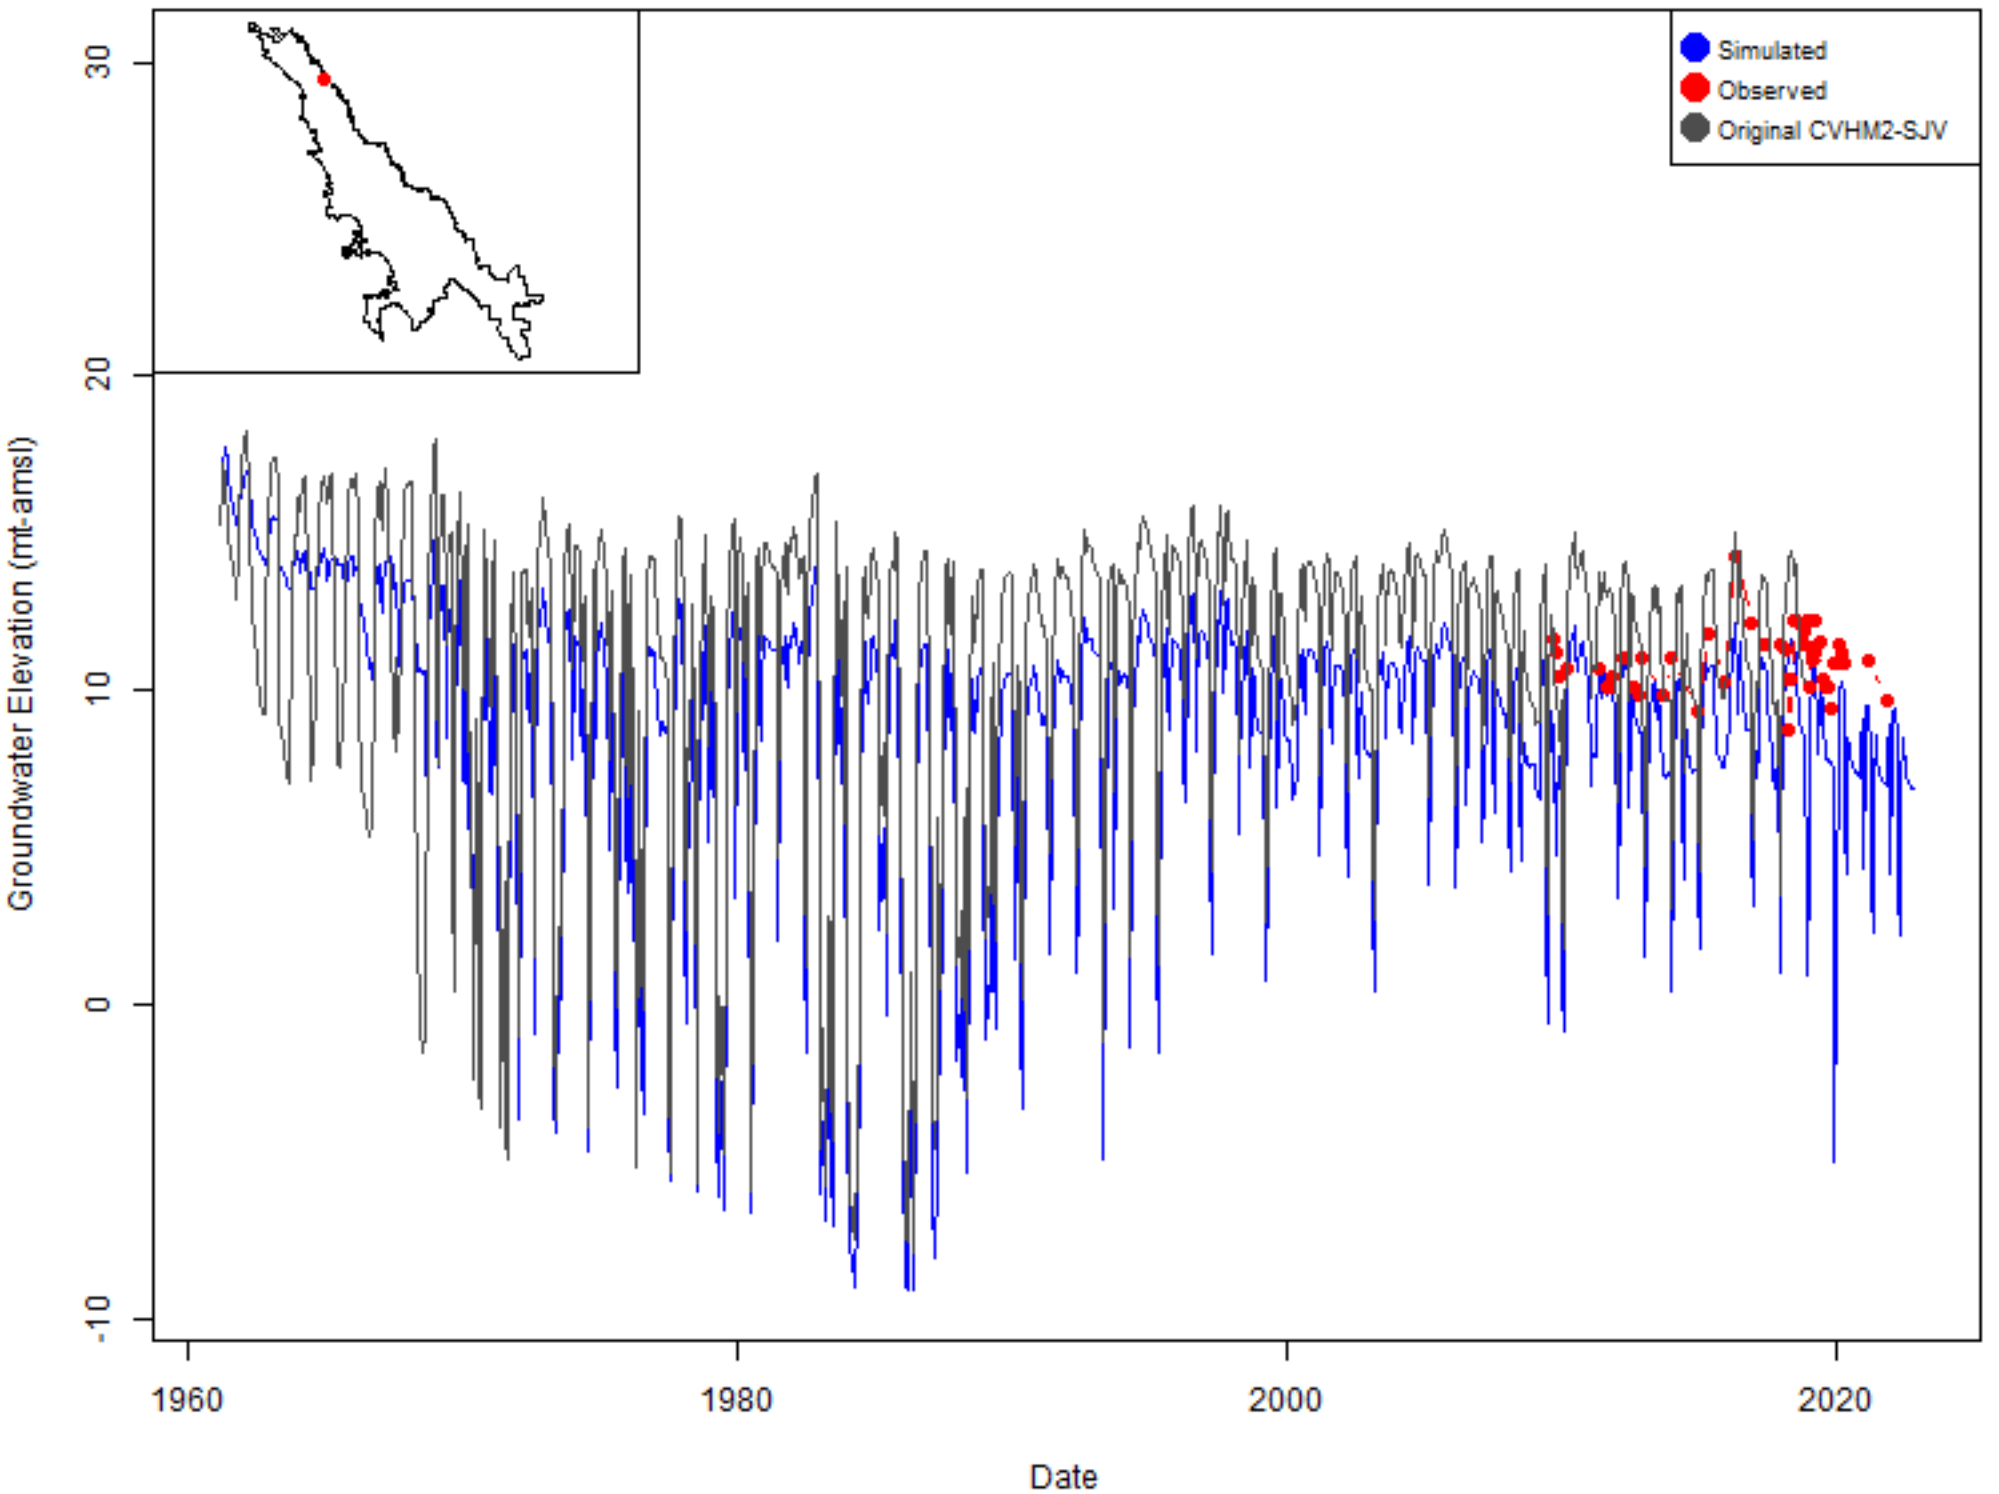 Simulated
Observed
Original CVHM2-SJV
Groundwater Elevation (mt-amsl)
30
20
10
0
-10
1960 1980 2000 2020
Date